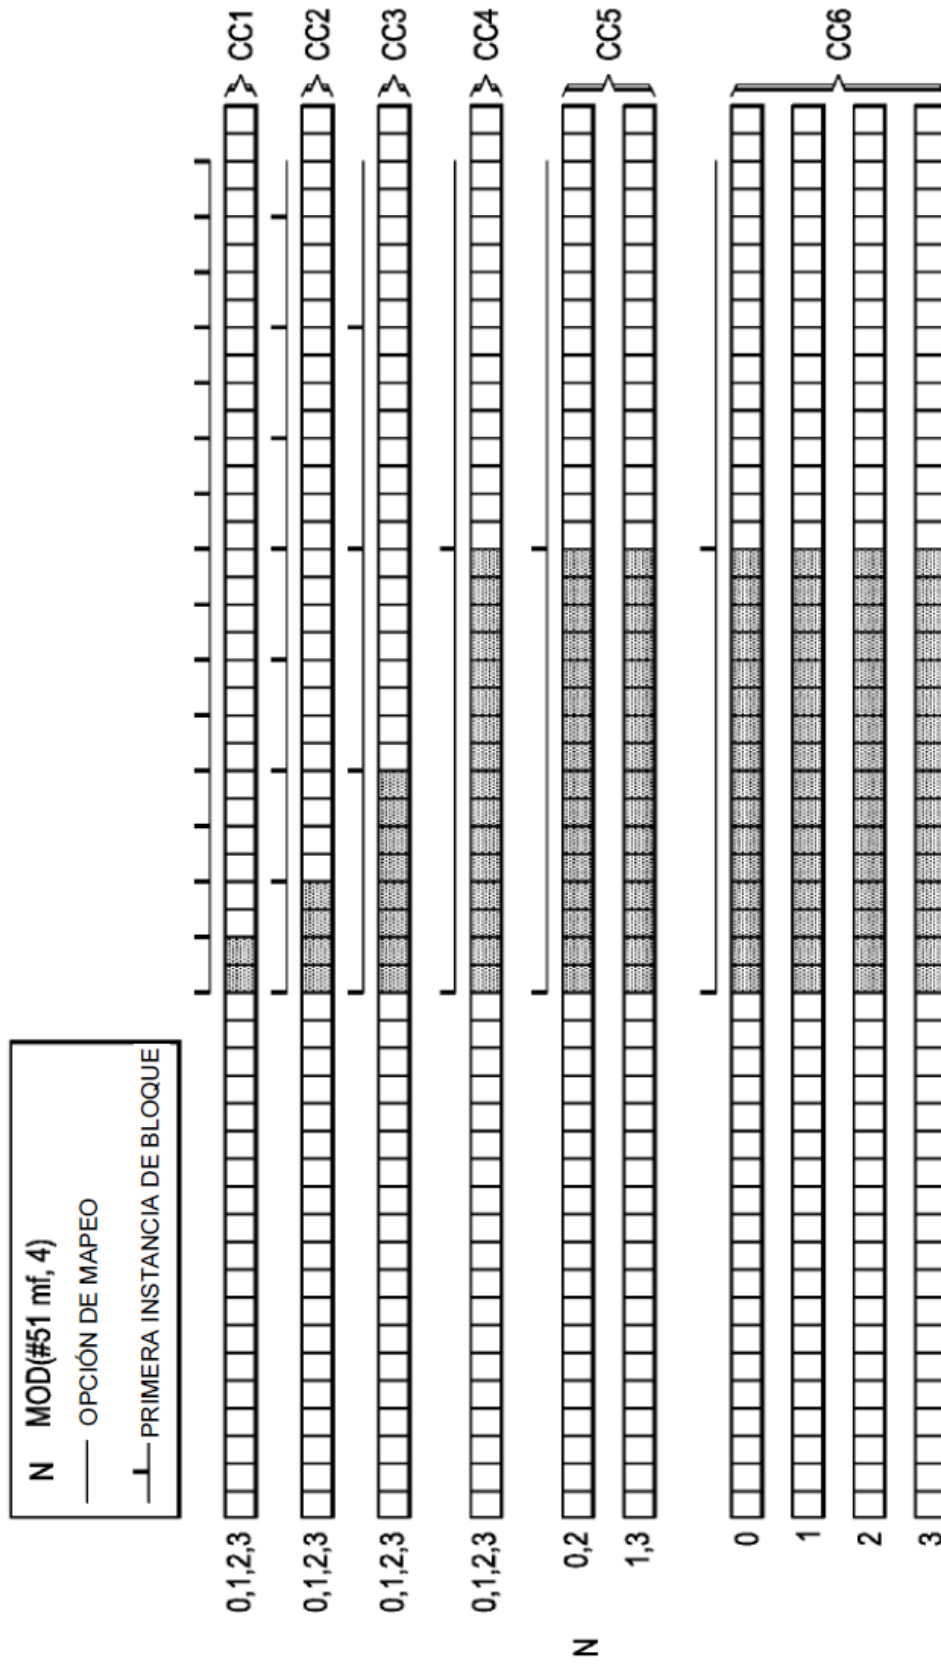 N MOD(#51 mf, 4)
OPCIÓN DE MAPEO
PRIMERA INSTANCIA DE BLOQUE
0,1,2,3 CC1
0,1,2,3 CC2
0,1,2,3 CC3
0,1,2,3 CC4
N
0,2 CC5
1,3
0 CC6
1
2
3